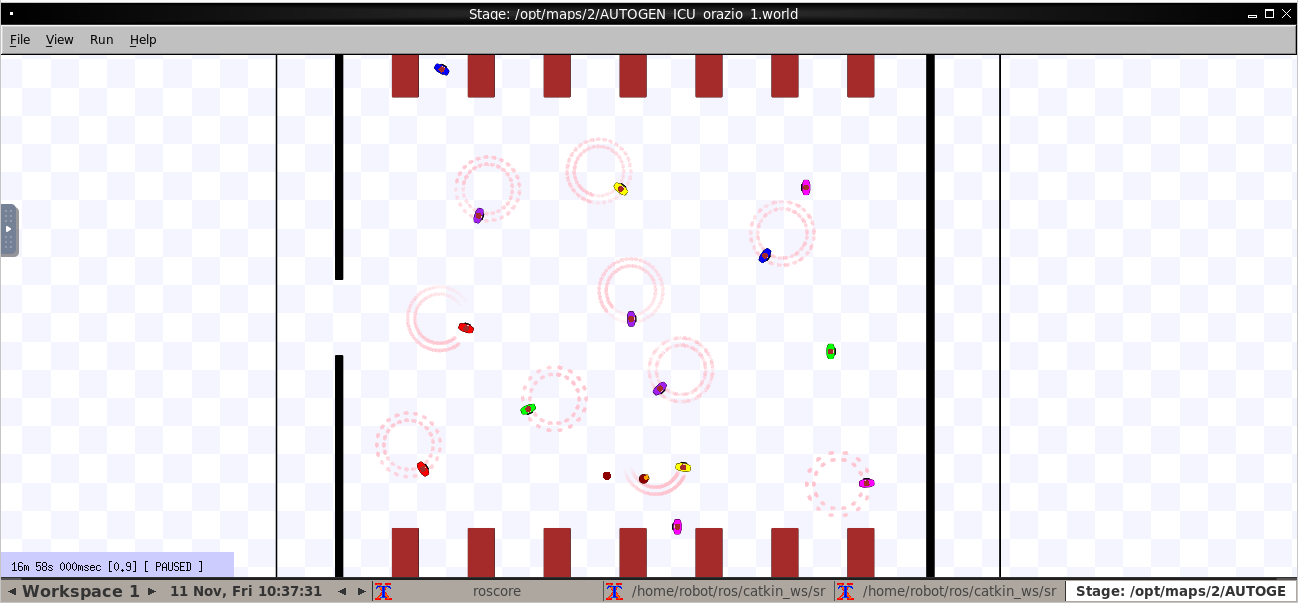 Stage: /opt/maps/2/AUTOGEN_ICU_orazio_1.world
File View Run Help
16m 58s 000msec [0.9] [ PAUSED ]
Workspace 1 11 Nov, Fri 10:37:31 roscore /home/robot/ros/catkin_ws/sr /home/robot/ros/catkin_ws/sr Stage: /opt/maps/2/AUTOGE